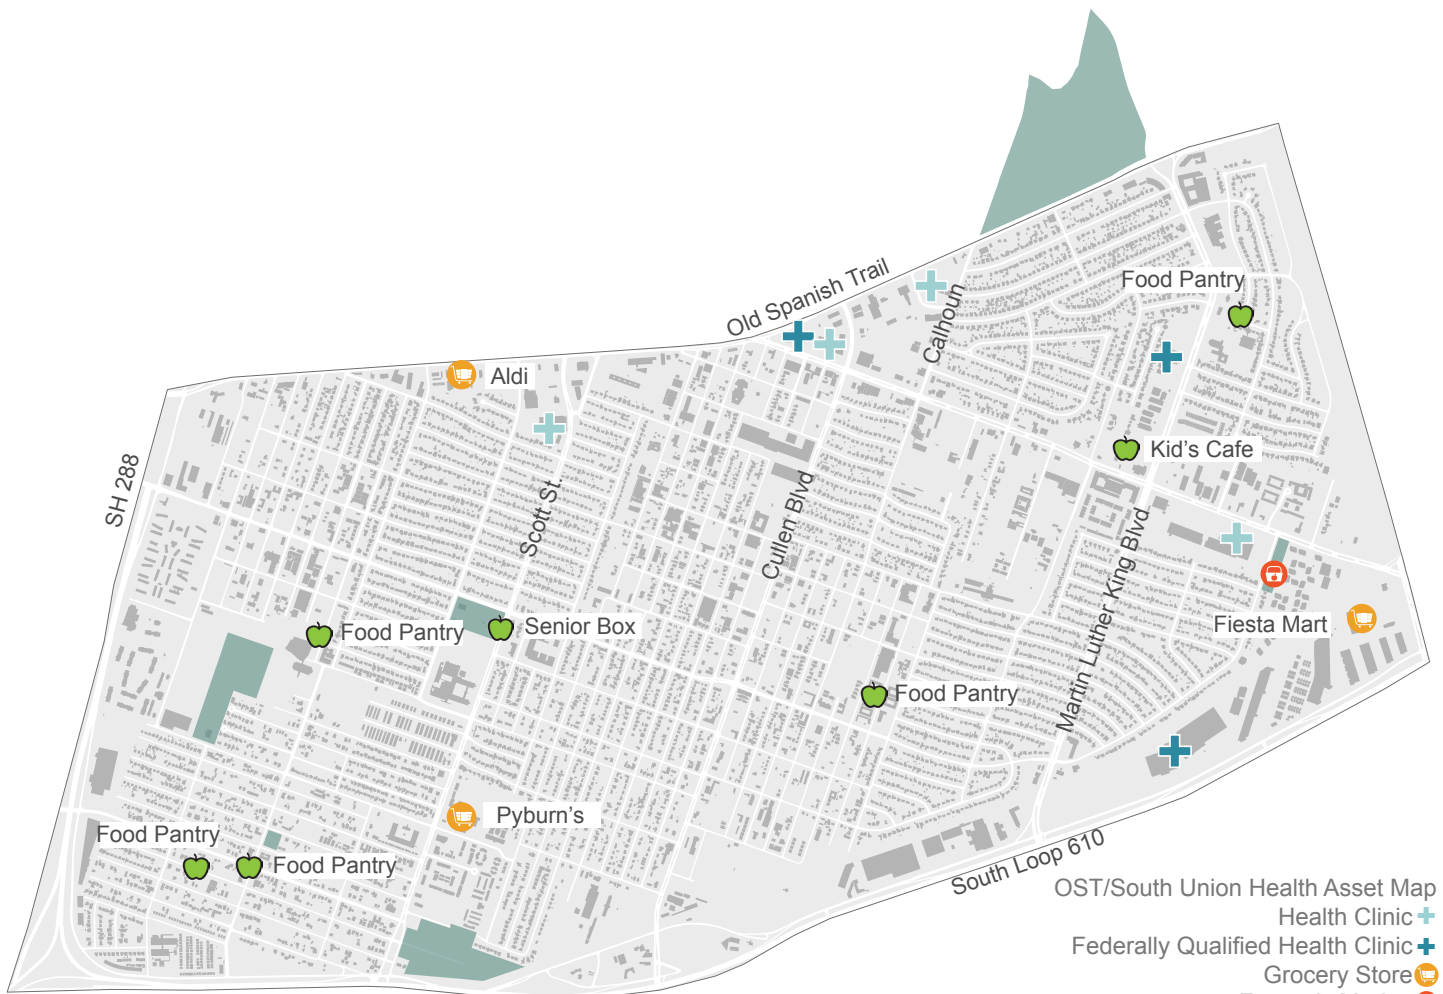 Old Spanish Trail
Calhoun
Food Pantry
Aldi
Kid's Cafe
SH 288
Scott St.
Cullen Blvd
Martin Luther King Blvd
Food Pantry
Senior Box
Fiesta Mart
Food Pantry
Pyburn's
Food Pantry
Food Pantry
South Loop 610
OST/South Union Health Asset Map
Health Clinic
Federally Qualified Health Clinic
Grocery Store